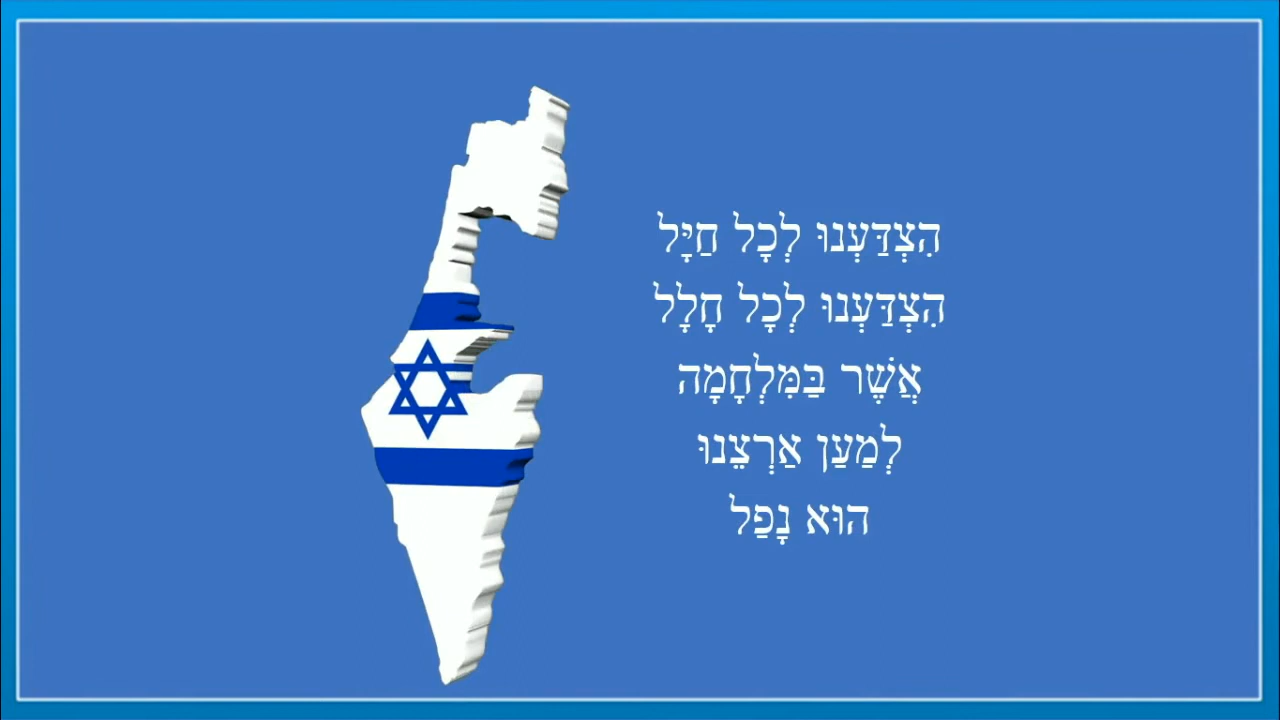 הִצְדַּעְנוּ לְכָל חַיָּל
הִצְדַּעְנוּ לְכָל חָלָל
אֲשֶׁר בַּמִּלְחָמָה
לְמַעַן אַרְצֵנוּ
הוּא נָפַל